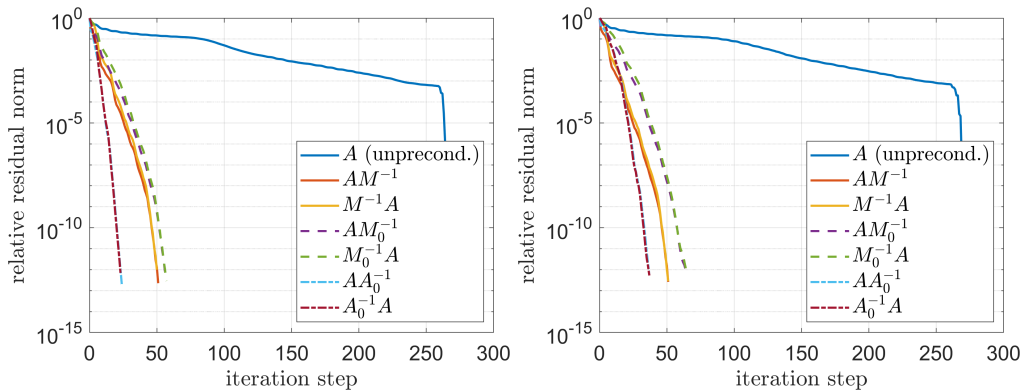 10^0
10^-5
10^-10
10^-15
relative residual norm
0 50 100 150 200 250 300
iteration step
A (unprecond.)
AM^-1
M^-1A
AM_0^-1
M_0^-1A
AA_0^-1
A_0^-1A
10^0
10^-5
10^-10
10^-15
relative residual norm
0 50 100 150 200 250 300
iteration step
A (unprecond.)
AM^-1
M^-1A
AM_0^-1
M_0^-1A
AA_0^-1
A_0^-1A